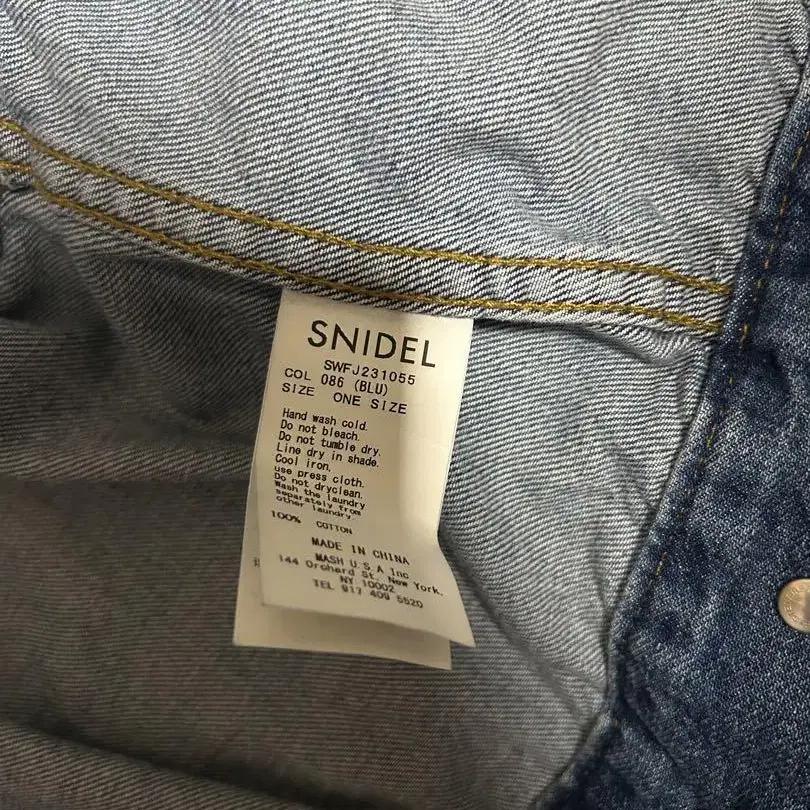 SNIDEL
SWFJ231055
COL 086 (BLU)
SIZE ONE SIZE
Hand wash cold.
Do not bleach.
Do not tumble dry.
Line dry in shade.
Cool iron,
use press cloth.
Do not dryclean.
Wash the laundry
separately from
other laundry.
100% COTTON
MADE IN CHINA
MASH U S A Inc
144 Orchard St. New York.
NY 10002
TEL 917 409 5520